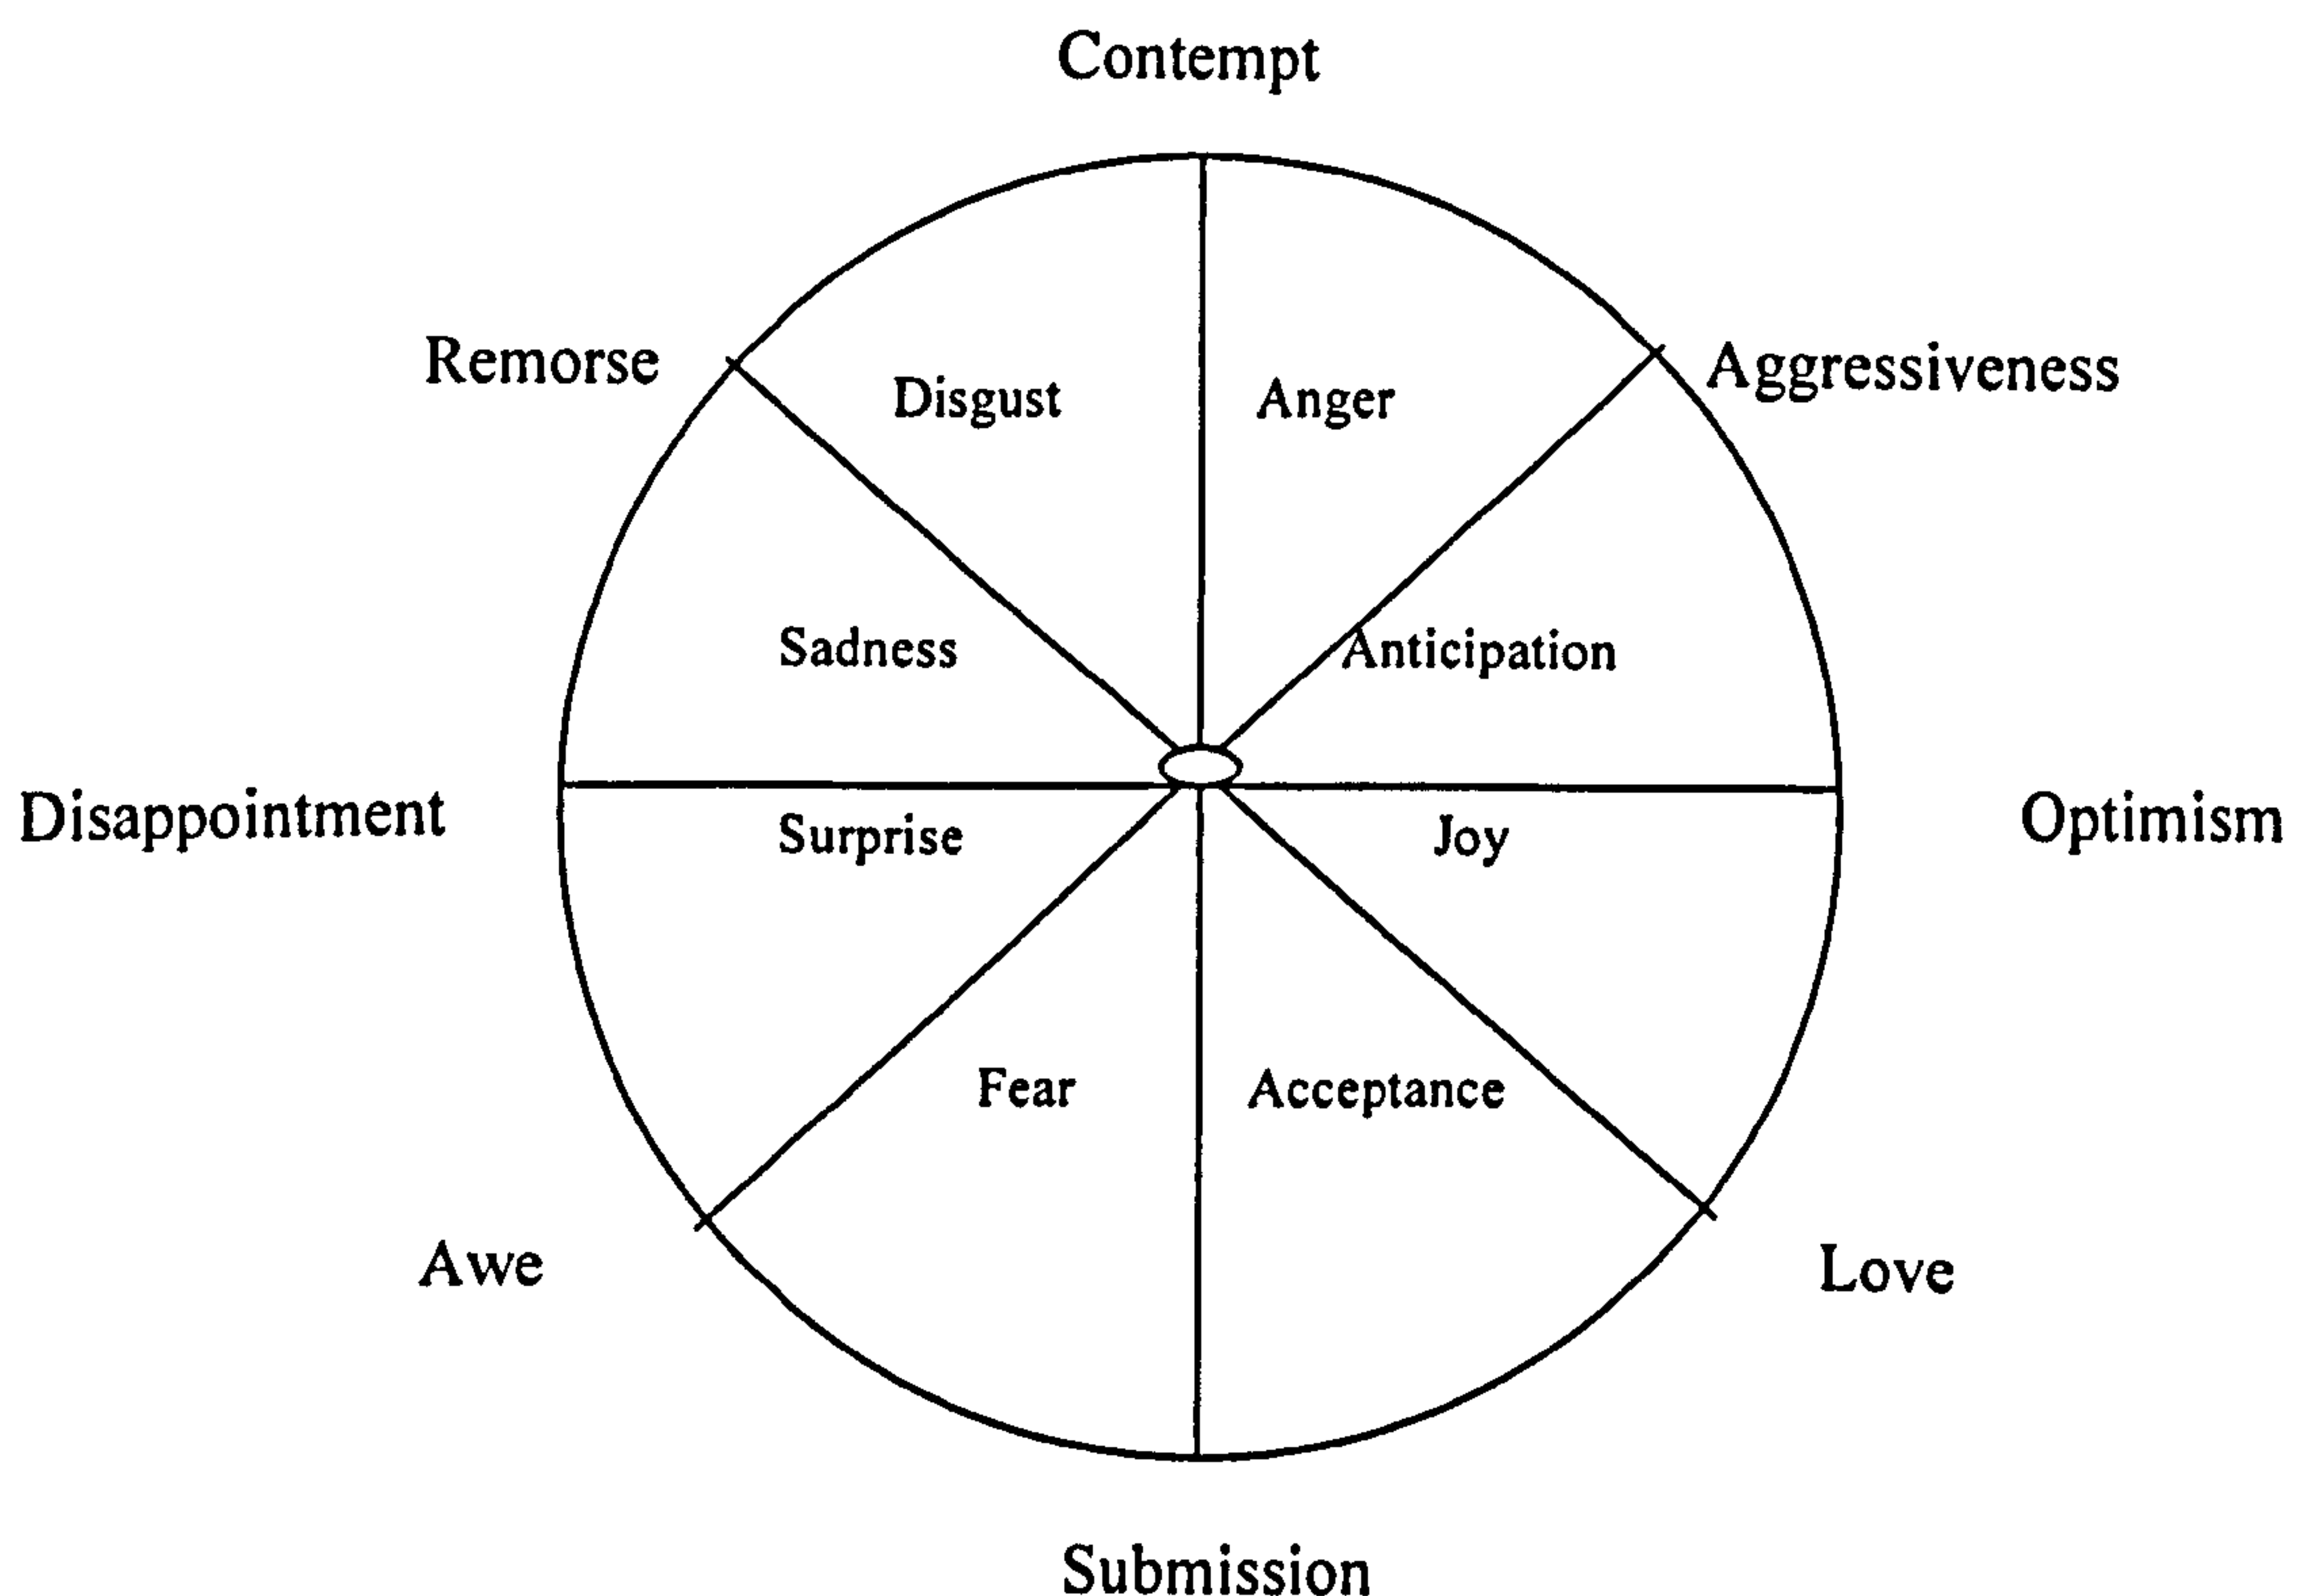 Contempt
Remorse
Aggressiveness
Disgust
Anger
Sadness
Anticipation
Disappointment
Surprise
Joy
Optimism
Fear
Acceptance
Awe
Love
Submission